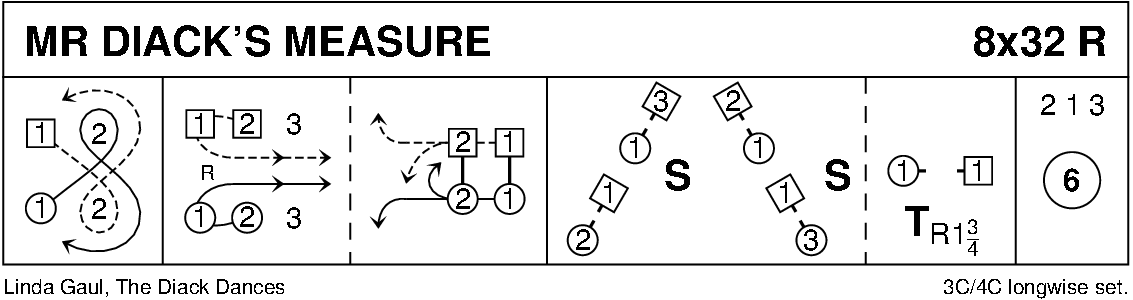 MR DIACK'S MEASURE 8x32 R
1 2 2 1
1 2 3 R 1 2 3
2 1 2 1
3 1 S 1 2
2 1 S 1 3
1 1 T R1 3/4
2 1 3
6
Linda Gaul, The Diack Dances 3C/4C longwise set.